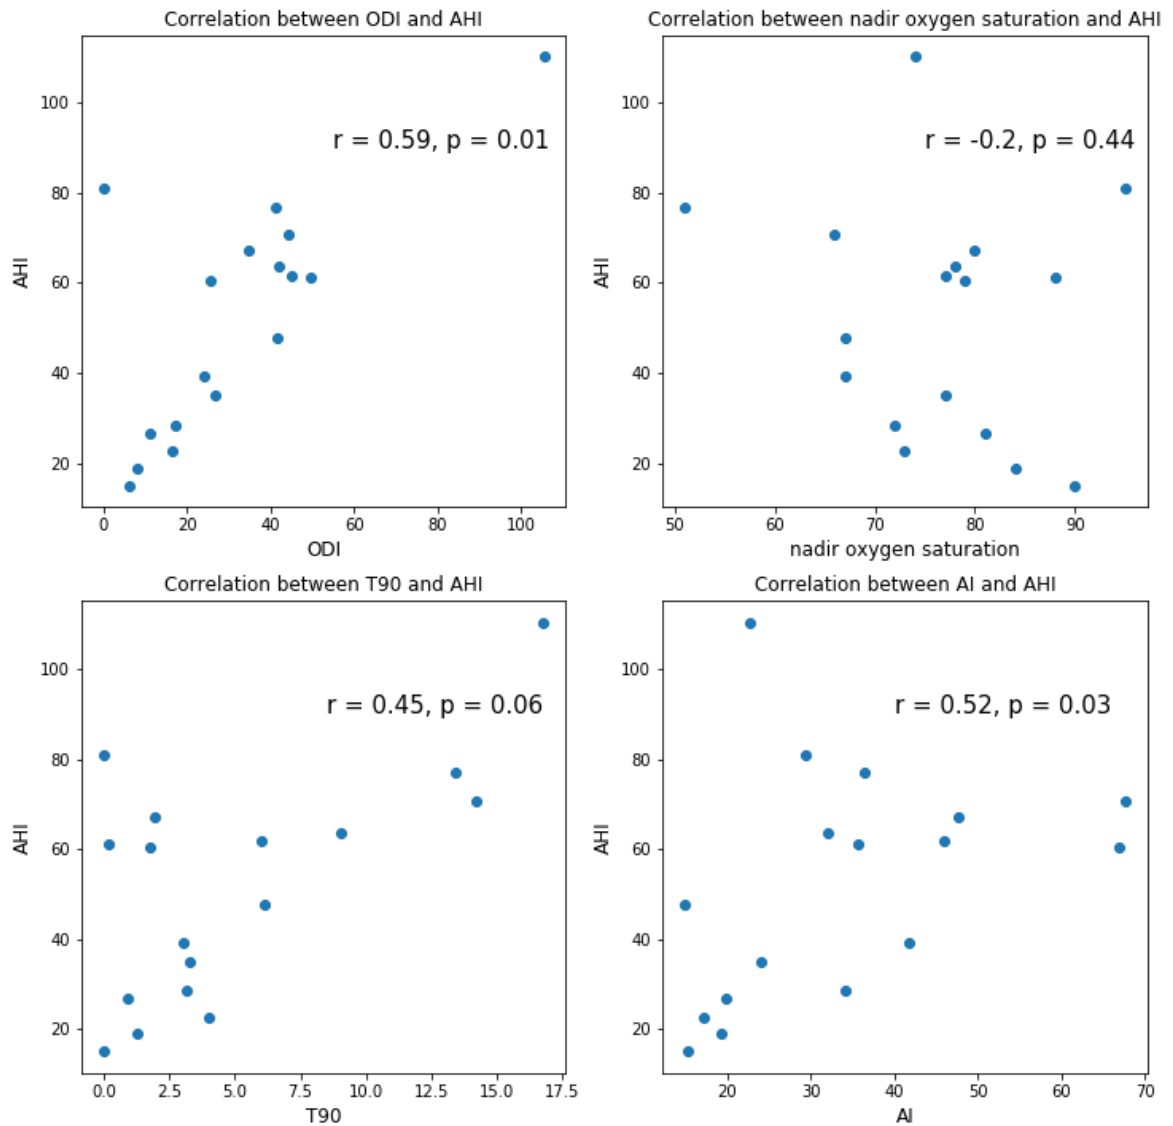 Correlation between ODI and AHI
100
80
60
40
20
AHI
r = 0.59, p = 0.01
0 20 40 60 80 100
ODI
Correlation between nadir oxygen saturation and AHI
100
80
60
40
20
AHI
r = -0.2, p = 0.44
50 60 70 80 90
nadir oxygen saturation
Correlation between T90 and AHI
100
80
60
40
20
AHI
r = 0.45, p = 0.06
0.0 2.5 5.0 7.5 10.0 12.5 15.0 17.5
T90
Correlation between AI and AHI
100
80
60
40
20
AHI
r = 0.52, p = 0.03
20 30 40 50 60 70
AI